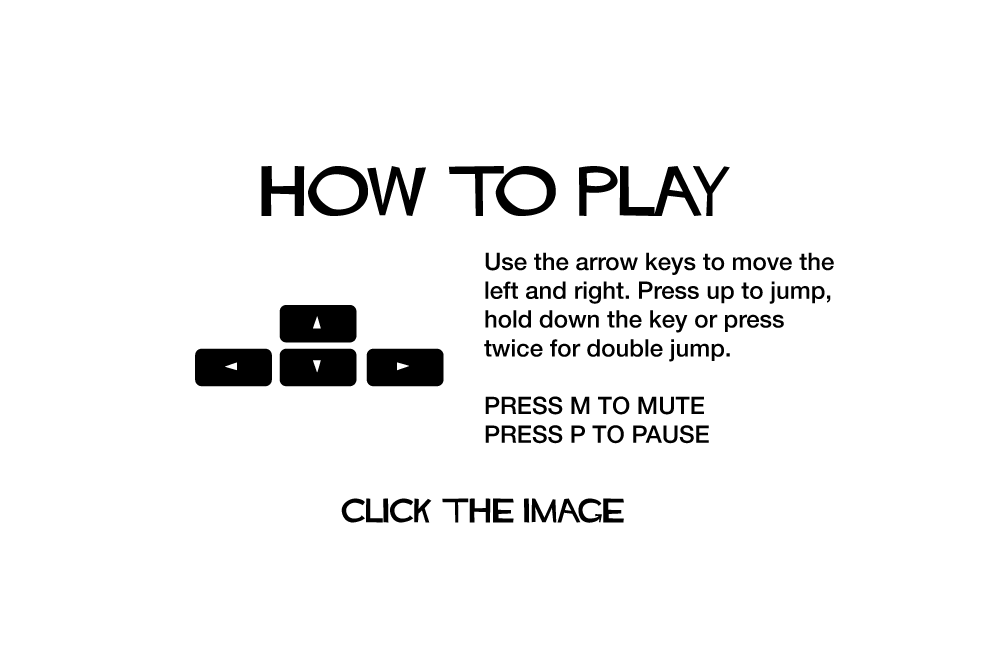 HOW TO PLAY
Use the arrow keys to move the
left and right. Press up to jump,
hold down the key or press
twice for double jump.
PRESS M TO MUTE
PRESS P TO PAUSE
CLICK THE IMAGE